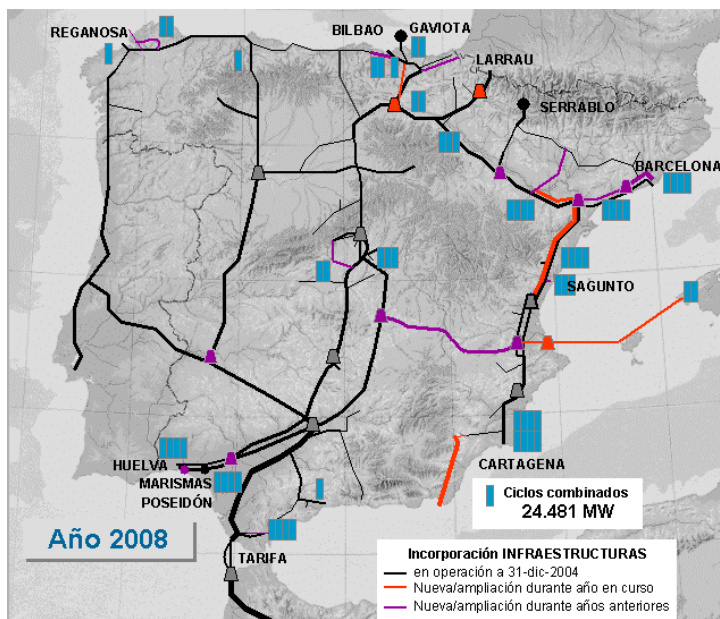 REGANOSA
BILBAO
GAVIOTA
LARRAU
SERRABLO
BARCELONA
SAGUNTO
CARTAGENA
HUELVA
MARISMAS
POSEIDÓN
TARIFA
Año 2008
Ciclos combinados
24.481 MW
Incorporación INFRAESTRUCTURAS
en operación a 31-dic-2004
Nueva/ampliación durante año en curso
Nueva/ampliación durante años anteriores